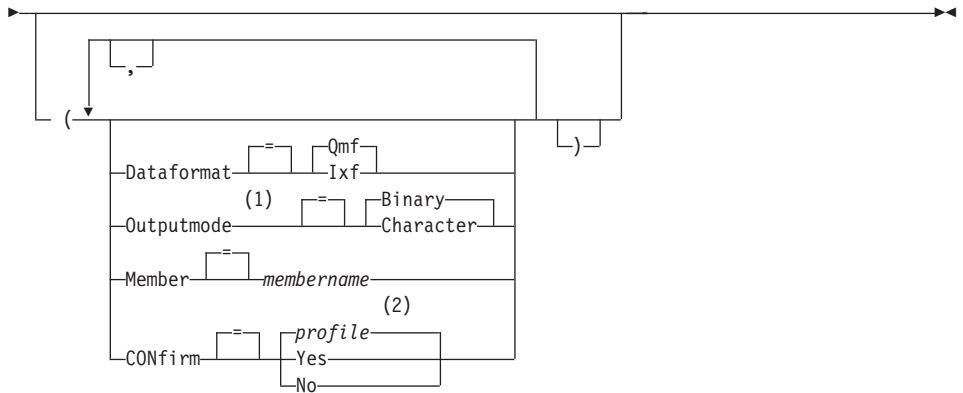 ,
(
)
= Qmf
Dataformat Ixf
(1)
= Binary
Outputmode Character
=
Member membername
(2)
= profile
CONfirm Yes
No